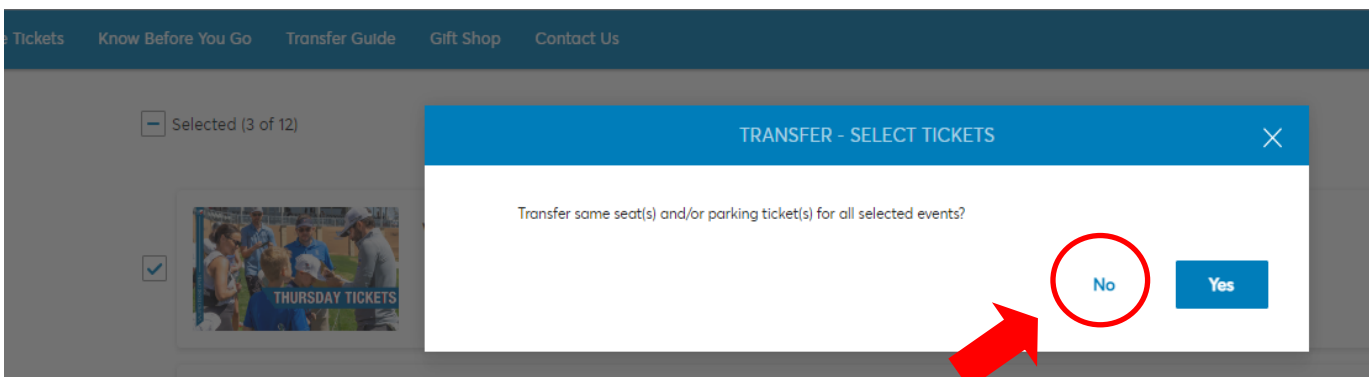 Tickets Know Before You Go Transfer Guide Gift Shop Contact Us
Selected (3 of 12)
TRANSFER - SELECT TICKETS
Transfer same seat(s) and/or parking ticket(s) for all selected events?
THURSDAY TICKETS
No Yes